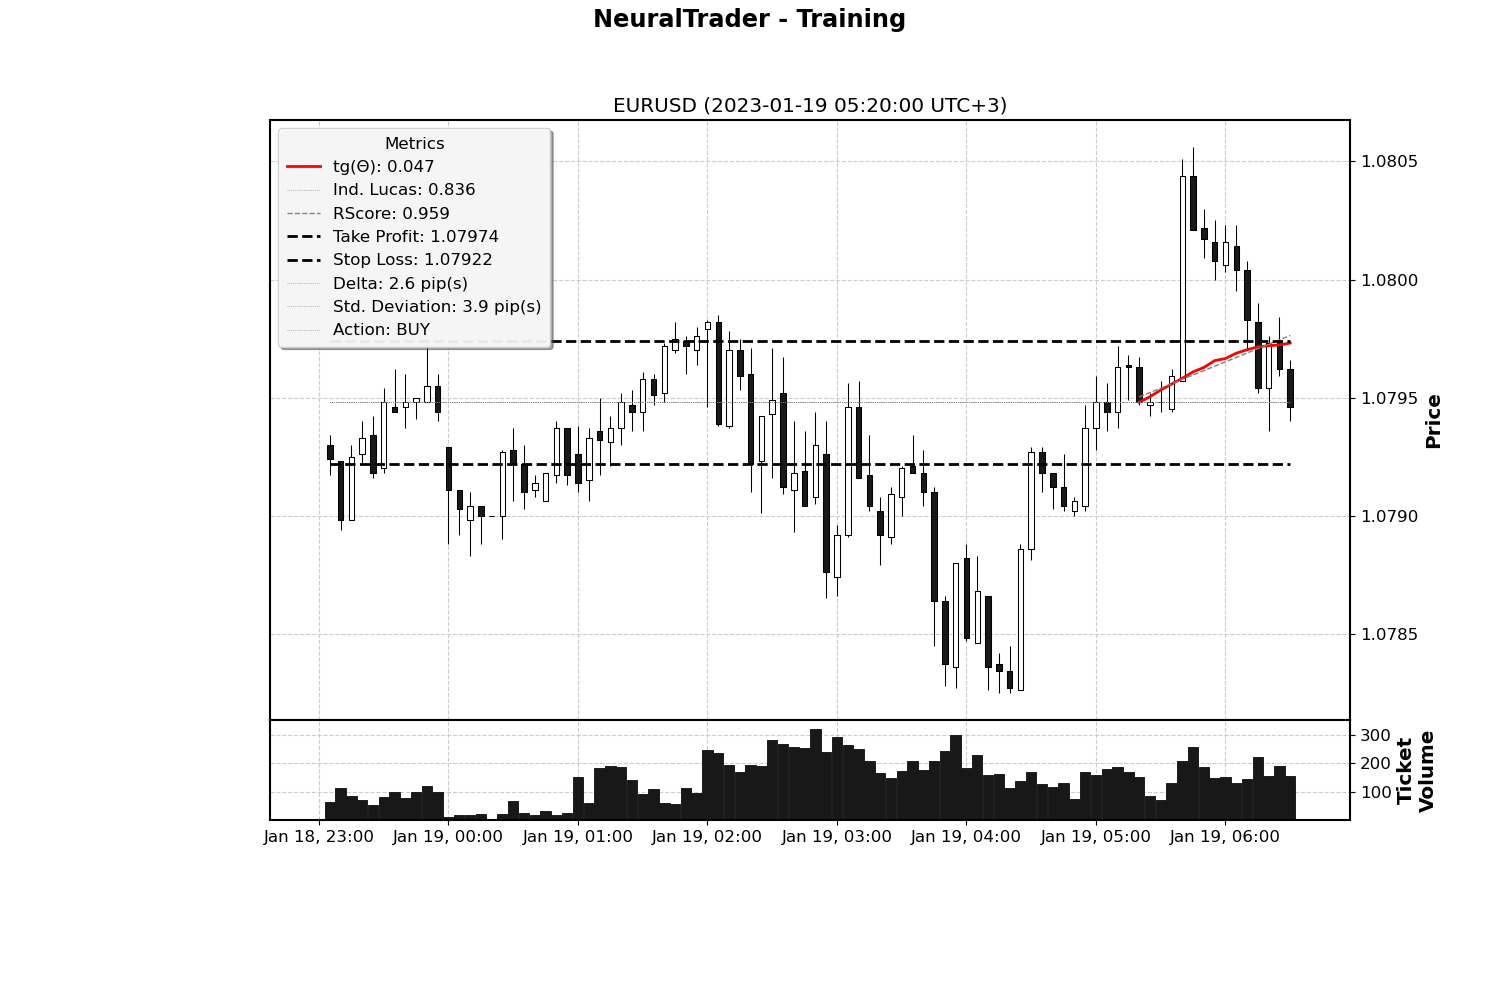 NeuralTrader - Training
EURUSD (2023-01-19 05:20:00 UTC+3)
Metrics
tg(Θ): 0.047
Ind. Lucas: 0.836
RScore: 0.959
Take Profit: 1.07974
Stop Loss: 1.07922
Delta: 2.6 pip(s)
Std. Deviation: 3.9 pip(s)
Action: BUY
1.0805
1.0800
1.0795
1.0790
1.0785
Price
300
200
100
Ticket
Volume
Jan 18, 23:00
Jan 19, 00:00
Jan 19, 01:00
Jan 19, 02:00
Jan 19, 03:00
Jan 19, 04:00
Jan 19, 05:00
Jan 19, 06:00